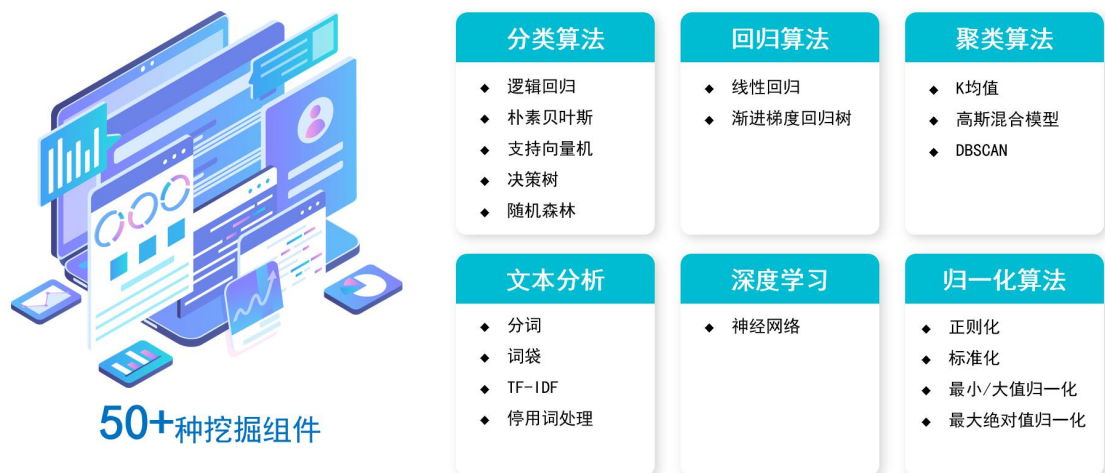 50+种挖掘组件
分类算法
◆ 逻辑回归
◆ 朴素贝叶斯
◆ 支持向量机
◆ 决策树
◆ 随机森林
回归算法
◆ 线性回归
◆ 渐进梯度回归树
聚类算法
◆ K均值
◆ 高斯混合模型
◆ DBSCAN
文本分析
◆ 分词
◆ 词袋
◆ TF-IDF
◆ 停用词处理
深度学习
◆ 神经网络
归一化算法
◆ 正则化
◆ 标准化
◆ 最小/大值归一化
◆ 最大绝对值归一化